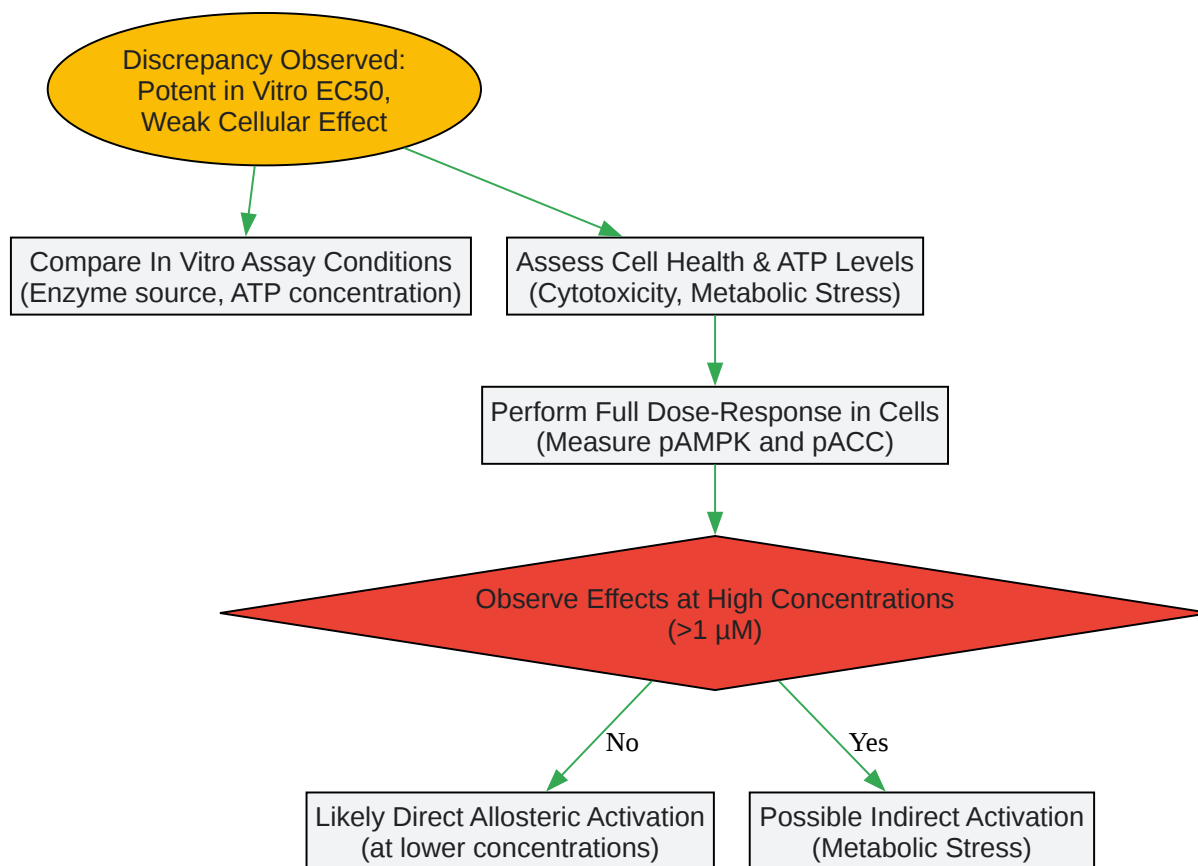 Discrepancy Observed:
Potent in Vitro EC50,
Weak Cellular Effect
Compare In Vitro Assay Conditions
(Enzyme source, ATP concentration)
Assess Cell Health & ATP Levels
(Cytotoxicity, Metabolic Stress)
Perform Full Dose-Response in Cells
(Measure pAMPK and pACC)
Observe Effects at High Concentrations
(>1 µM)
No
Yes
Likely Direct Allosteric Activation
(at lower concentrations)
Possible Indirect Activation
(Metabolic Stress)